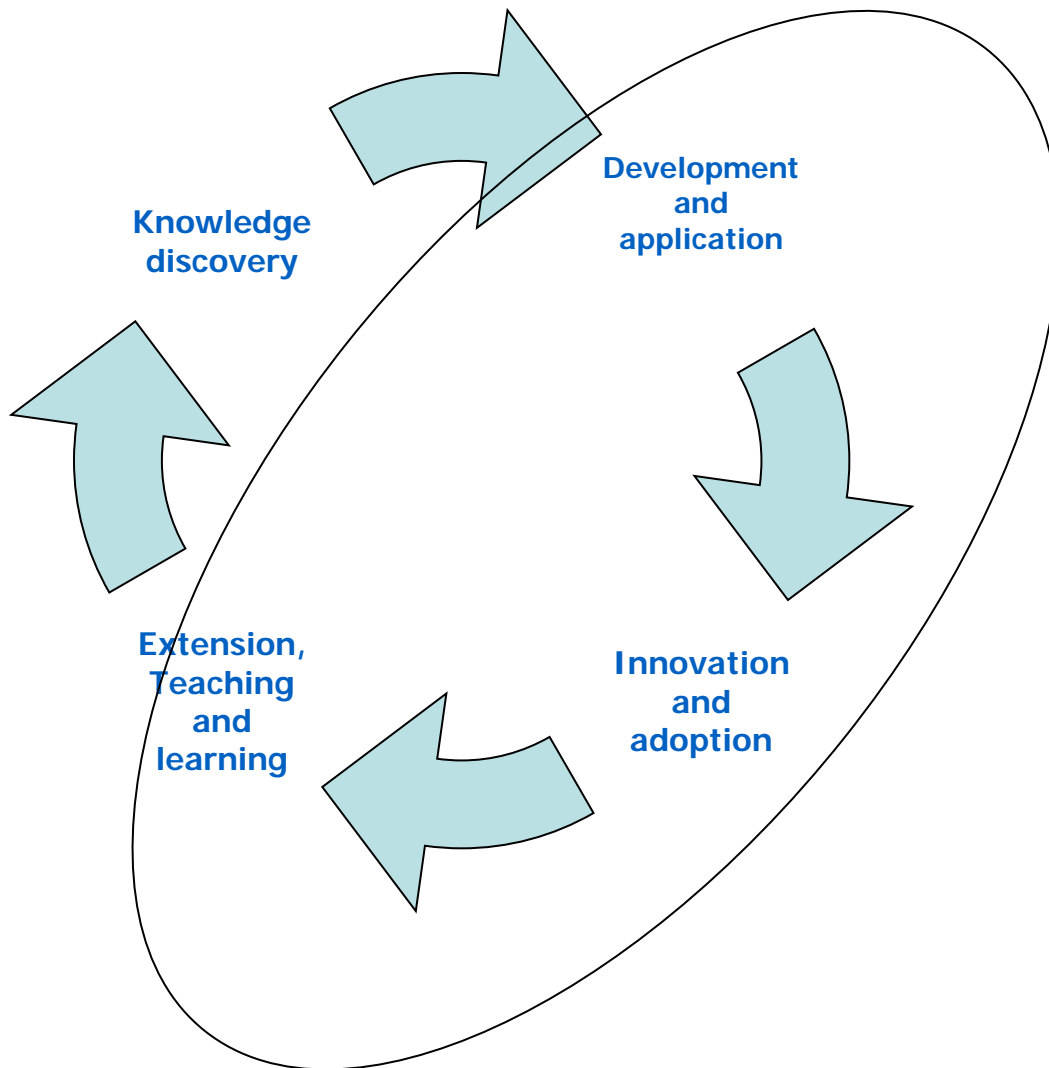 Knowledge
discovery
Development
and
application
Innovation
and
adoption
Extension,
Teaching
and
learning